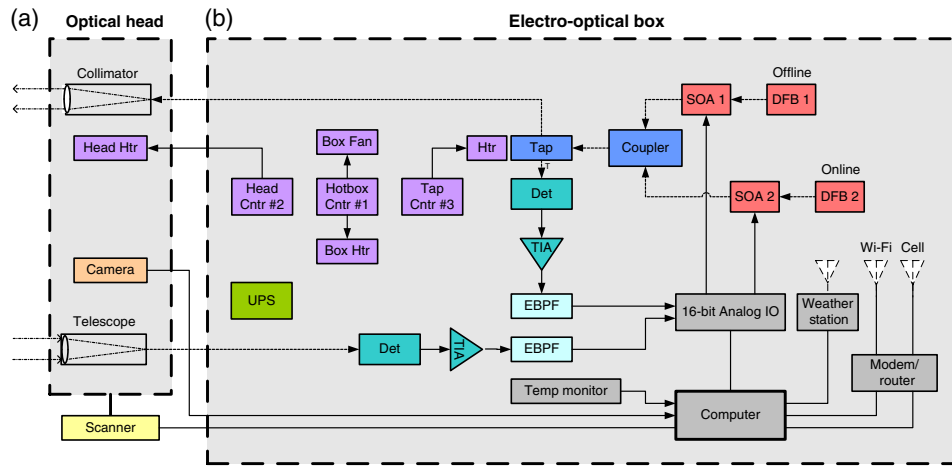 (a)
Optical head
(b)
Electro-optical box
Collimator
Head Htr
Camera
Telescope
Scanner
Box Fan
Head
Cntr #2
Hotbox
Cntr #1
Box Htr
Tap
Cntr #3
Htr
Tap
T
Det
TIA
EBPF
Coupler
SOA 1
Offline
DFB 1
SOA 2
Online
DFB 2
UPS
Det
TIA
EBPF
16-bit Analog IO
Weather
station
Wi-Fi
Cell
Modem/
router
Temp monitor
Computer